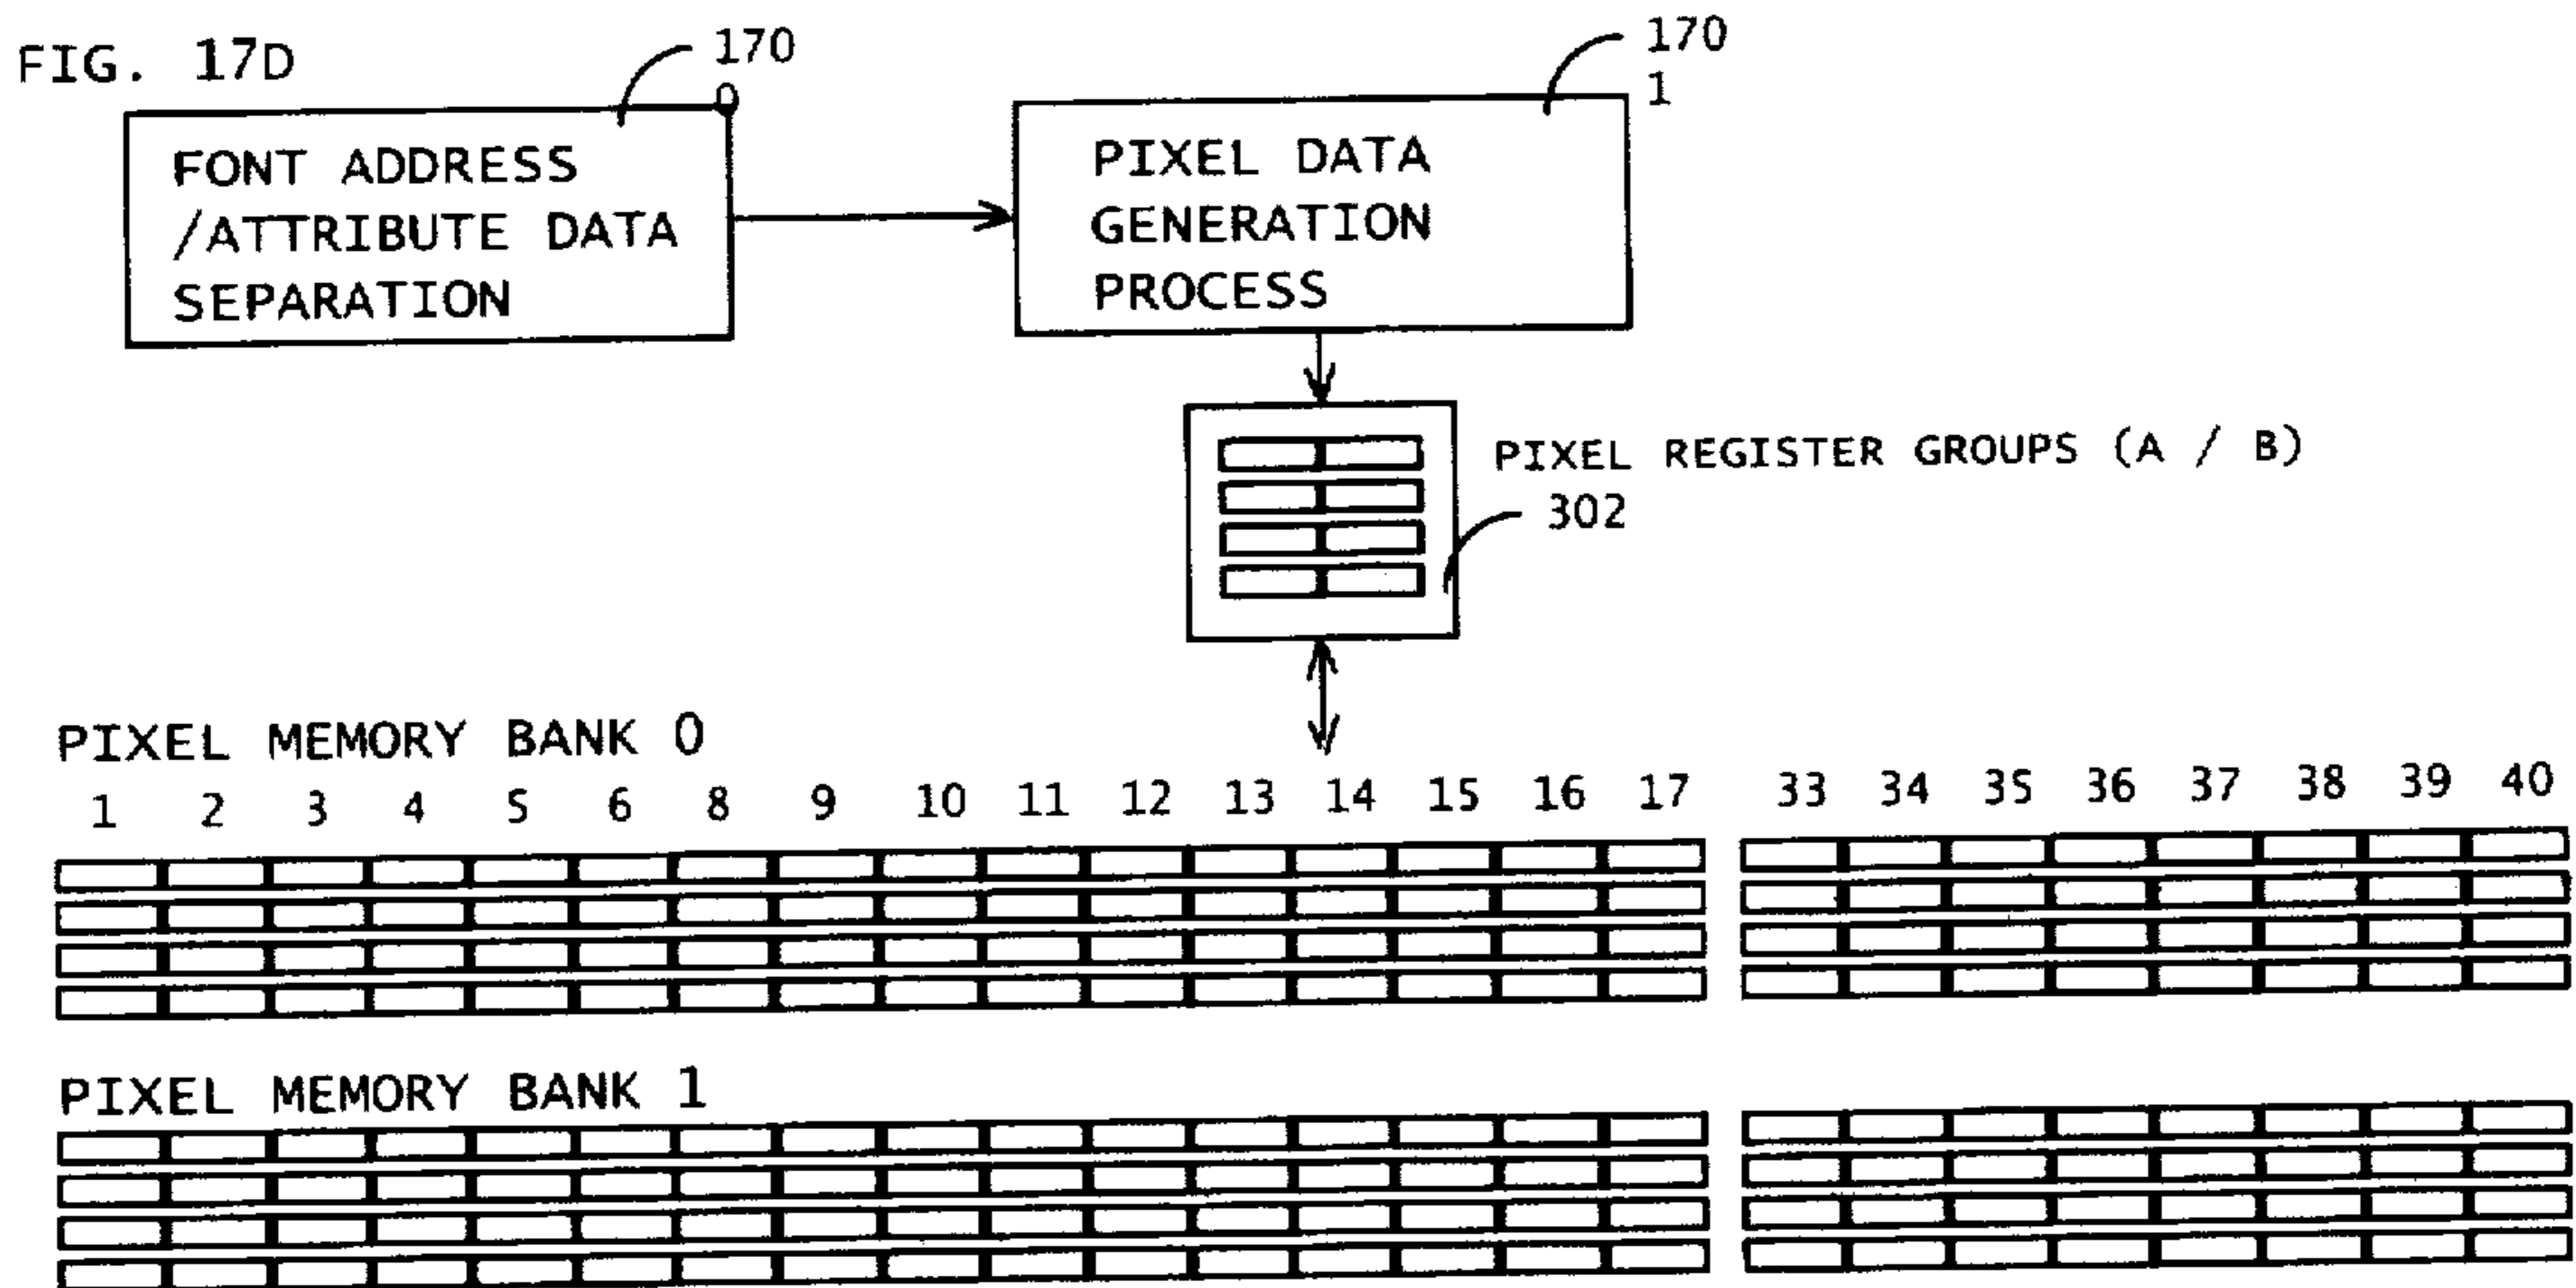 FIG. 17D
170
0
170
1
FONT ADDRESS
/ATTRIBUTE DATA
SEPARATION
PIXEL DATA
GENERATION
PROCESS
PIXEL REGISTER GROUPS (A / B)
302
PIXEL MEMORY BANK 0
1 2 3 4 5 6 8 9 10 11 12 13 14 15 16 17 33 34 35 36 37 38 39 40
PIXEL MEMORY BANK 1